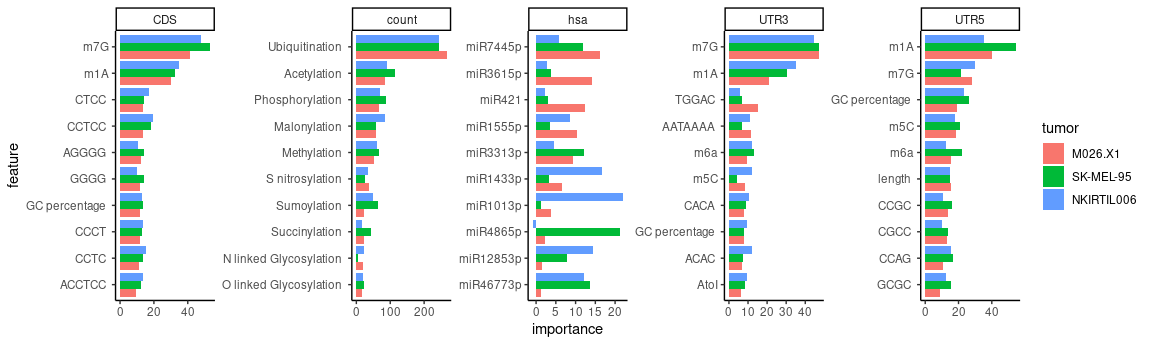 CDS
count
hsa
UTR3
UTR5
feature
m7G
m1A
CTCC
CCTCC
AGGGG
GGGG
GC percentage
CCCT
CCTC
ACCTCC
0 20 40
Ubiquitination
Acetylation
Phosphorylation
Malonylation
Methylation
S nitrosylation
Sumoylation
Succinylation
N linked Glycosylation
O linked Glycosylation
0 100 200
miR7445p
miR3615p
miR421
miR1555p
miR3313p
miR1433p
miR1013p
miR4865p
miR12853p
miR46773p
0 5 10 15 20
m7G
m1A
TGGAC
AATAAAA
m6a
m5C
CACA
GC percentage
ACAC
AtoI
0 10 20 30 40
m1A
m7G
GC percentage
m5C
m6a
length
CCGC
CGCC
CCAG
GCGC
0 20 40
importance
tumor
M026.X1
SK-MEL-95
NKIRTIL006